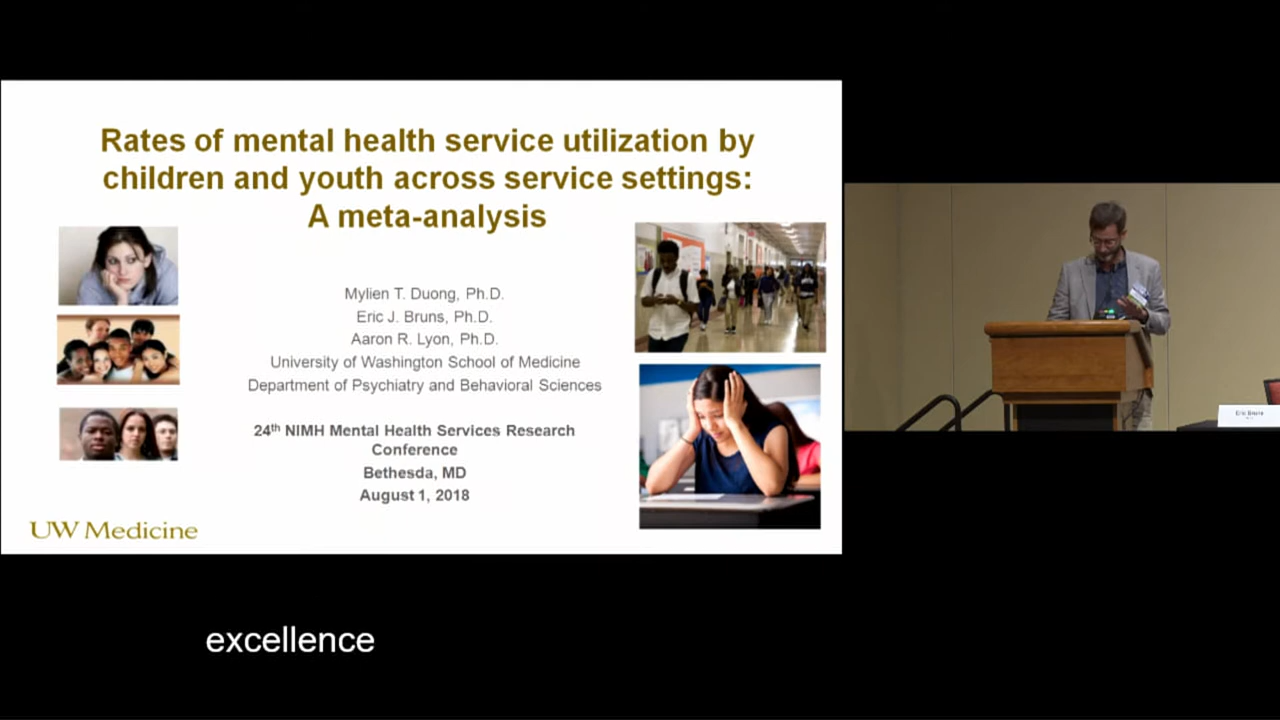 Rates of mental health service utilization by
children and youth across service settings:
A meta-analysis
Mylien T. Duong, Ph.D.
Eric J. Bruns, Ph.D.
Aaron R. Lyon, Ph.D.
University of Washington School of Medicine
Department of Psychiatry and Behavioral Sciences
24th NIMH Mental Health Services Research
Conference
Bethesda, MD
August 1, 2018
UW Medicine
Eric Bruns
excellence